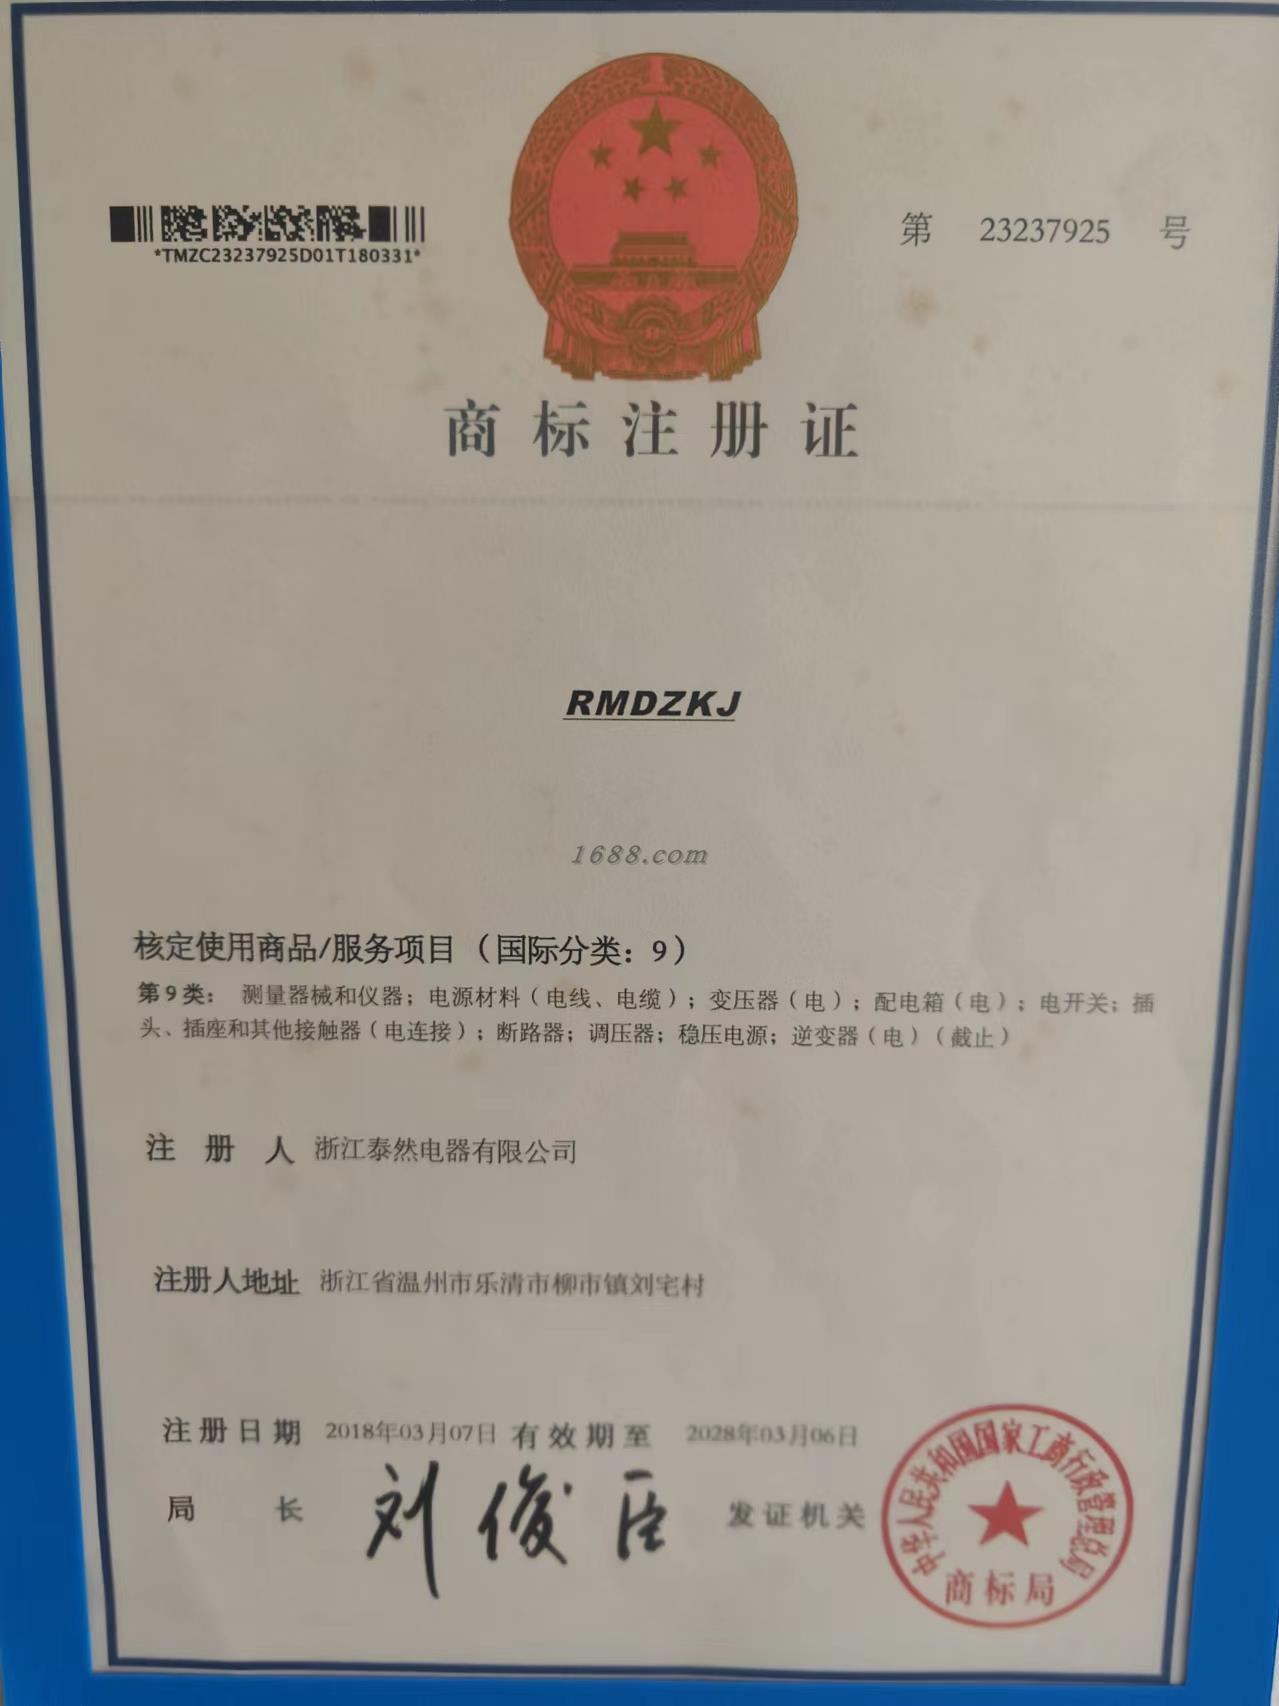 *TMZC23237925D01T180331*
第 23237925 号
商标注册证
RMDZKJ
1688.com
核定使用商品/服务项目（国际分类：9）
第9类： 测量器械和仪器；电源材料（电线、电缆）；变压器（电）；配电箱（电）；电开关；插
头、插座和其他接触器（电连接）；断路器；调压器；稳压电源；逆变器（电）（截止）
注册人 浙江泰然电器有限公司
注册人地址 浙江省温州市乐清市柳市镇刘宅村
注册日期 2018年03月07日 有效期至 2028年03月06日
局长 刘俊臣 发证机关
中华人民共和国国家工商行政管理总局
商标局